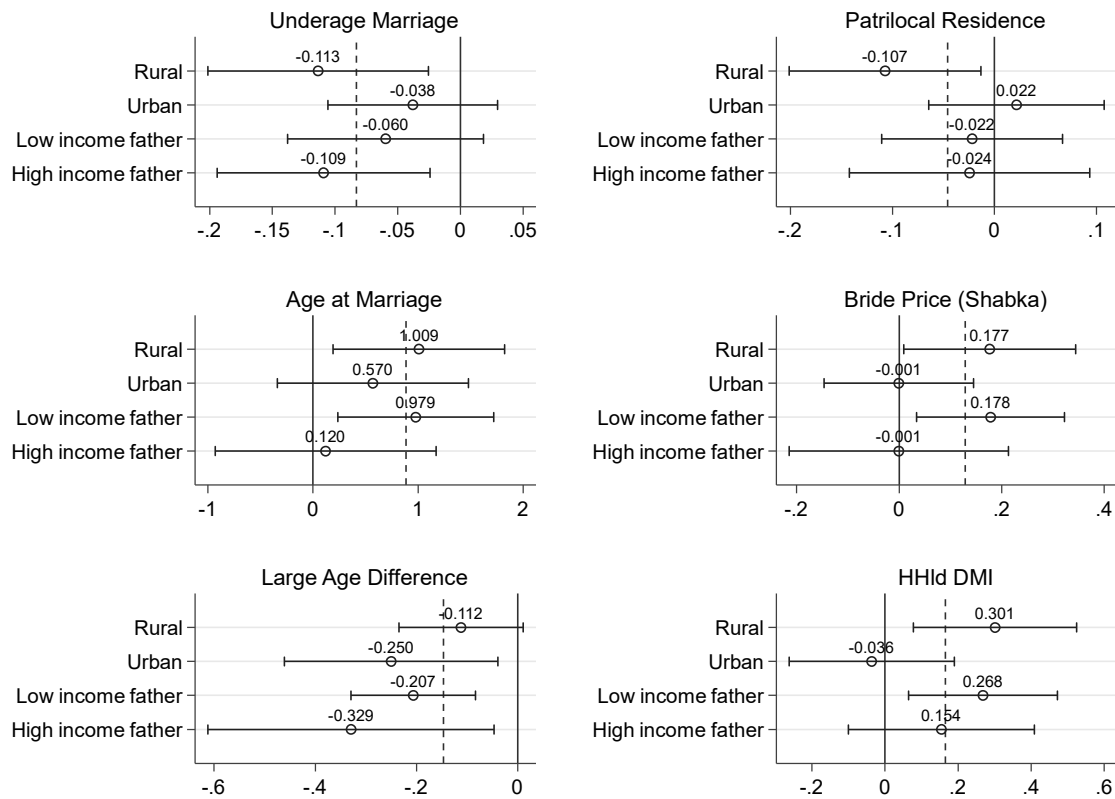 Underage Marriage
Rural
Urban
Low income father
High income father
-0.113
-0.038
-0.060
-0.109
-.2 -.15 -.1 -.05 0 .05
Patrilocal Residence
Rural
Urban
Low income father
High income father
-0.107
0.022
-0.022
-0.024
-.2 -.1 0 .1
Age at Marriage
Rural
Urban
Low income father
High income father
1.009
0.570
0.979
0.120
-1 0 1 2
Bride Price (Shabka)
Rural
Urban
Low income father
High income father
0.177
-0.001
0.178
-0.001
-.2 0 .2 .4
Large Age Difference
Rural
Urban
Low income father
High income father
-0.112
-0.250
-0.207
-0.329
-.6 -.4 -.2 0
HHld DMI
Rural
Urban
Low income father
High income father
0.301
-0.036
0.268
0.154
-.2 0 .2 .4 .6